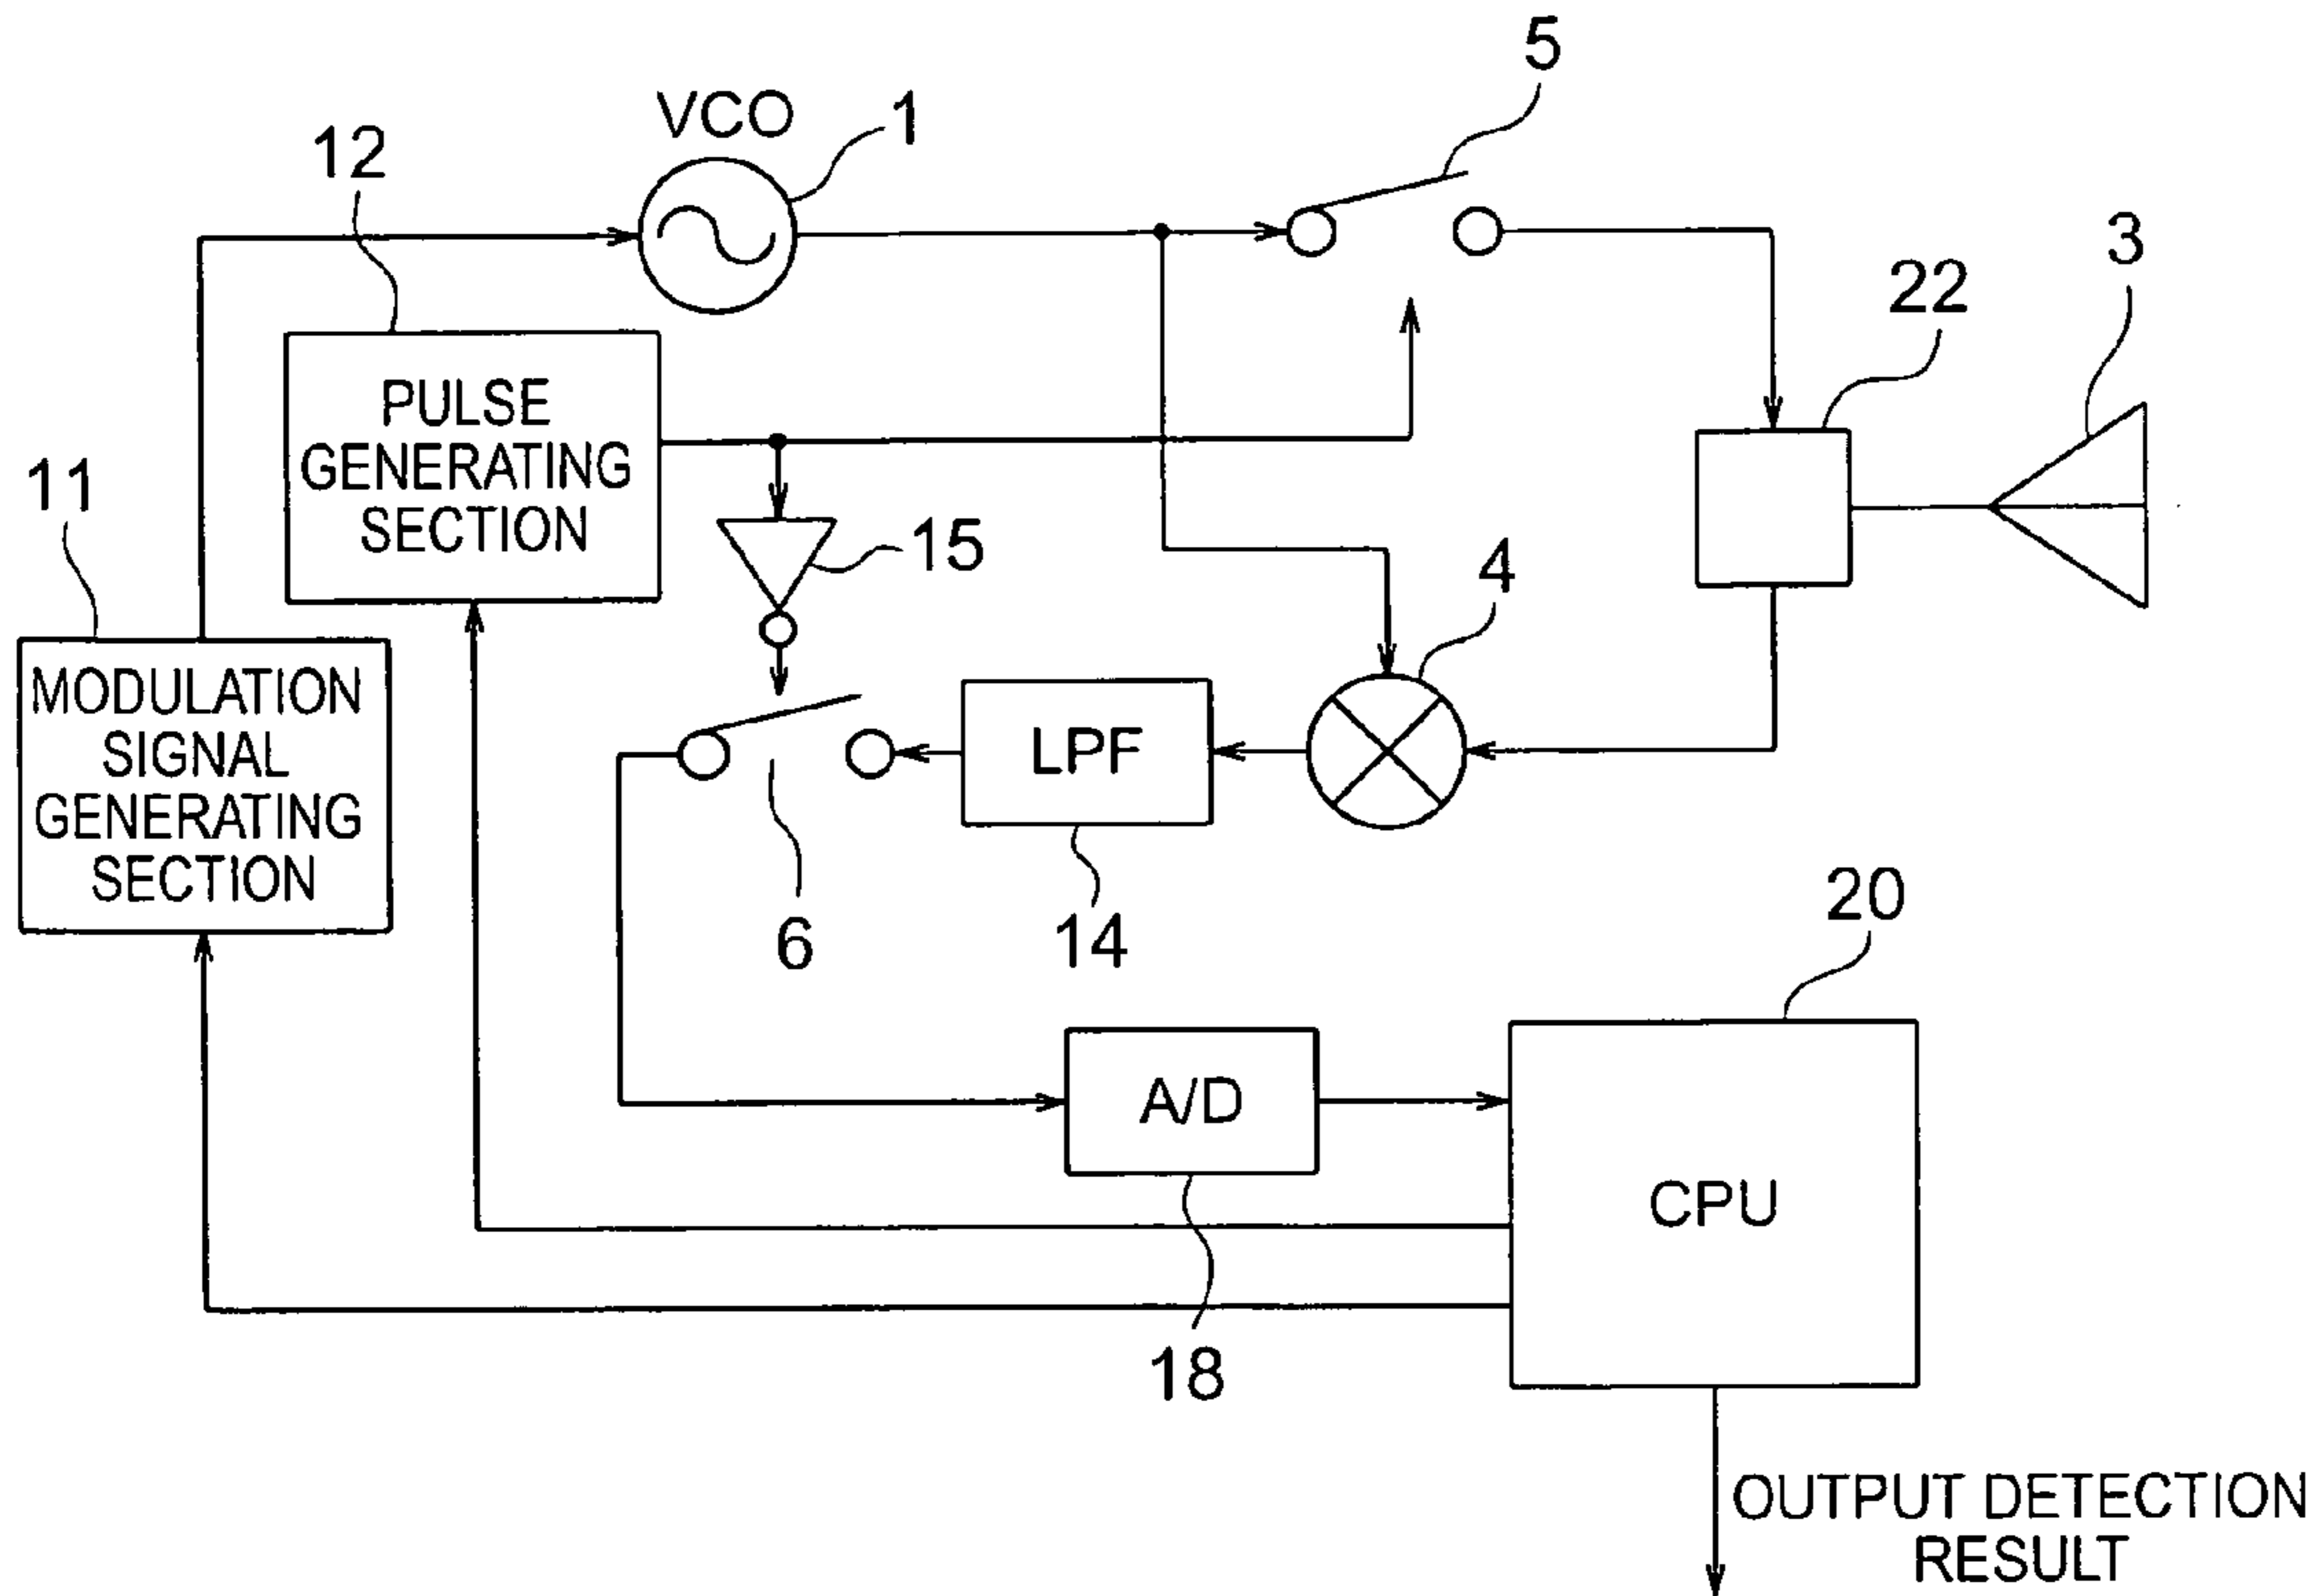 5
VCO
1
12
3
22
PULSE
GENERATING
SECTION
11
15
4
MODULATION
SIGNAL
GENERATING
SECTION
LPF
6
14
20
A/D
CPU
18
OUTPUT DETECTION
RESULT